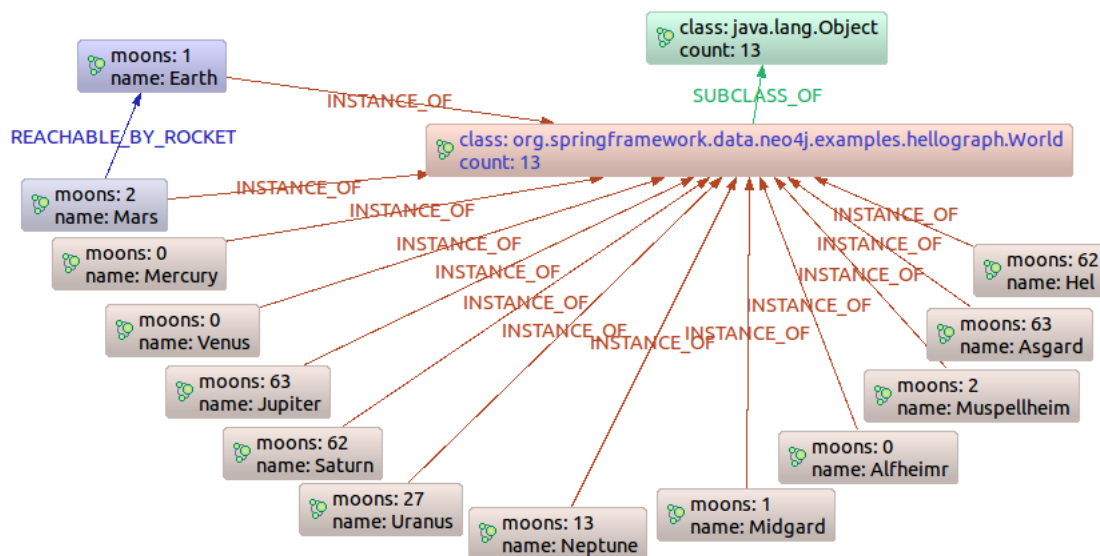 moons: 1
name: Earth
class: java.lang.Object
count: 13
INSTANCE_OF
SUBCLASS_OF
REACHABLE_BY_ROCKET
class: org.springframework.data.neo4j.examples.hellograph.World
count: 13
moons: 2
name: Mars
INSTANCE_OF
INSTANCE_OF
INSTANCE_OF
moons: 0
name: Mercury
INSTANCE_OF
INSTANCE_OF
INSTANCE_OF
moons: 62
name: Hel
INSTANCE_OF
INSTANCE_OF
moons: 0
name: Venus
INSTANCE_OF
INSTANCE_OF
INSTANCE_OF
INSTANCE_OF
moons: 63
name: Asgard
moons: 63
name: Jupiter
moons: 2
name: Muspellheim
moons: 62
name: Saturn
moons: 0
name: Alfheimr
moons: 27
name: Uranus
moons: 1
name: Midgard
moons: 13
name: Neptune